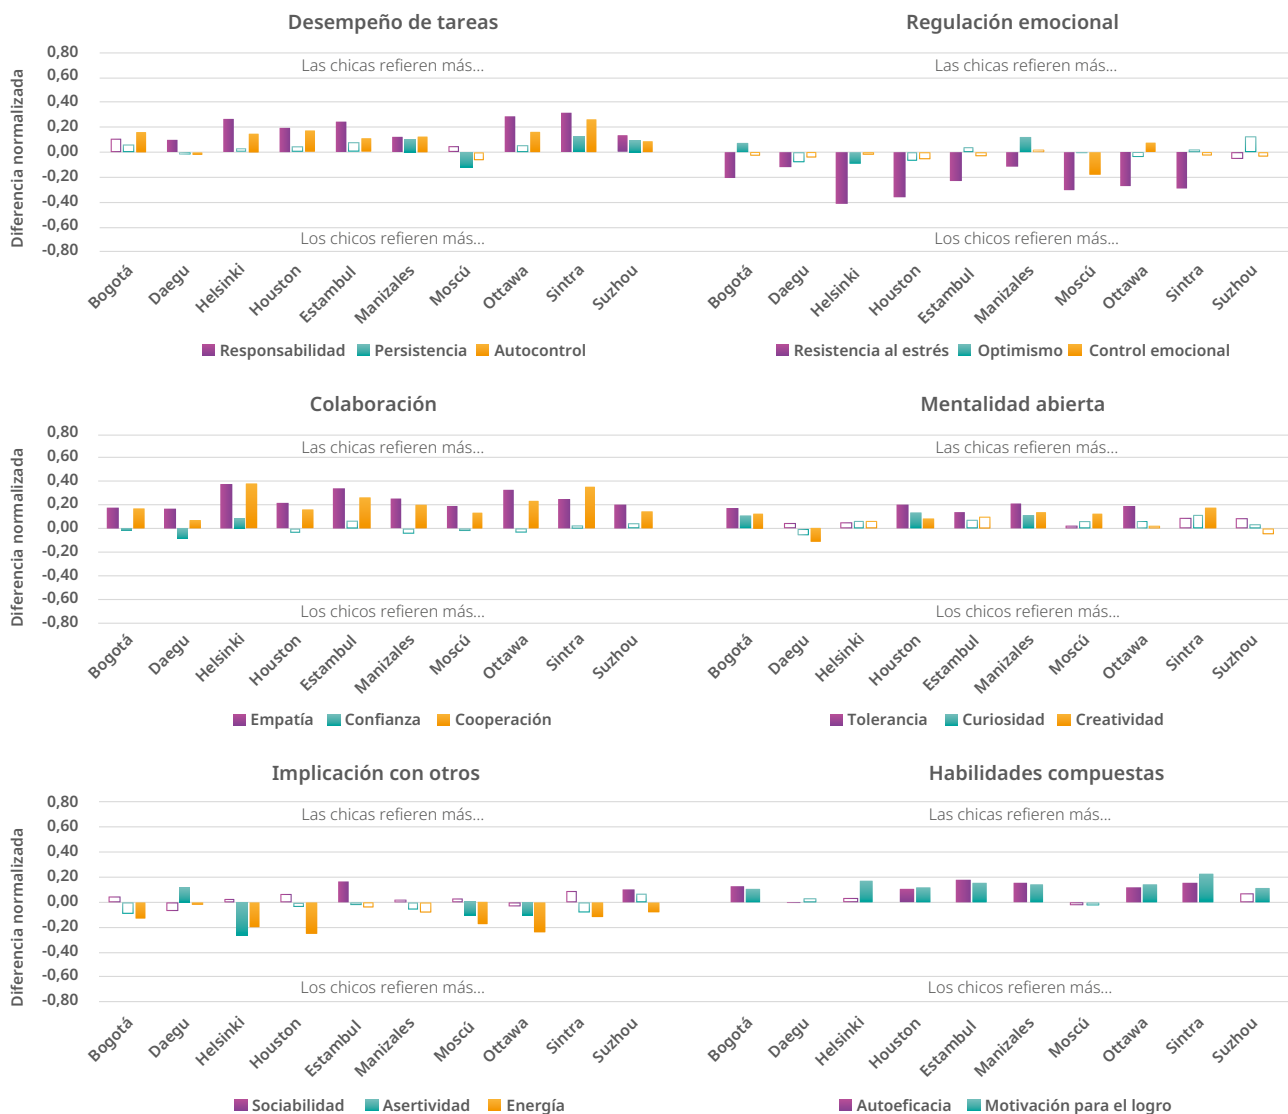 Desempeño de tareas
Diferencia normalizada
0,80
0,60
0,40
0,20
0,00
-0,20
-0,40
-0,60
-0,80
Las chicas refieren más...
Los chicos refieren más...
Bogotá
Daegu
Helsinki
Houston
Estambul
Manizales
Moscú
Ottawa
Sintra
Suzhou
Responsabilidad Persistencia Autocontrol
Regulación emocional
Las chicas refieren más...
Los chicos refieren más...
Bogotá
Daegu
Helsinki
Houston
Estambul
Manizales
Moscú
Ottawa
Sintra
Suzhou
Resistencia al estrés Optimismo Control emocional
Colaboración
Diferencia normalizada
0,80
0,60
0,40
0,20
0,00
-0,20
-0,40
-0,60
-0,80
Las chicas refieren más...
Los chicos refieren más...
Bogotá
Daegu
Helsinki
Houston
Estambul
Manizales
Moscú
Ottawa
Sintra
Suzhou
Empatía Confianza Cooperación
Mentalidad abierta
Las chicas refieren más...
Los chicos refieren más...
Bogotá
Daegu
Helsinki
Houston
Estambul
Manizales
Moscú
Ottawa
Sintra
Suzhou
Tolerancia Curiosidad Creatividad
Implicación con otros
Diferencia normalizada
0,80
0,60
0,40
0,20
0,00
-0,20
-0,40
-0,60
-0,80
Las chicas refieren más...
Los chicos refieren más...
Bogotá
Daegu
Helsinki
Houston
Estambul
Manizales
Moscú
Ottawa
Sintra
Suzhou
Sociabilidad Asertividad Energía
Habilidades compuestas
Las chicas refieren más...
Los chicos refieren más...
Bogotá
Daegu
Helsinki
Houston
Estambul
Manizales
Moscú
Ottawa
Sintra
Suzhou
Autoeficacia Motivación para el logro